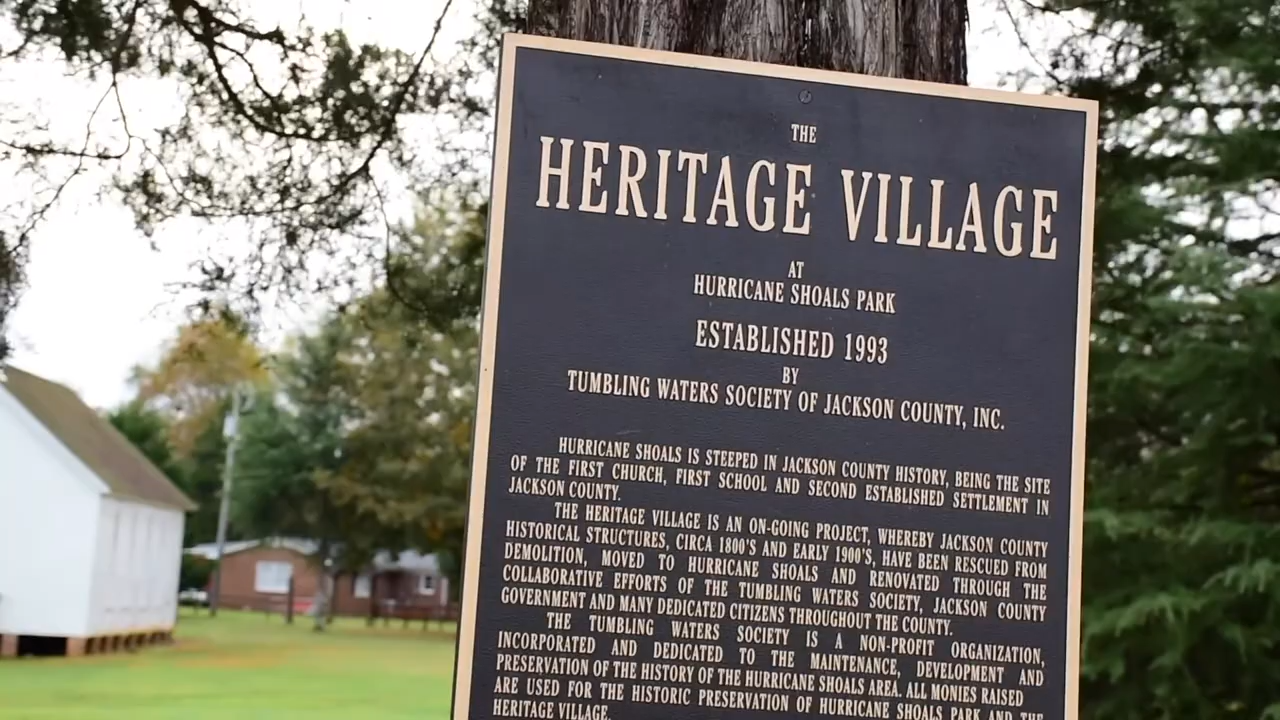 THE
HERITAGE VILLAGE
AT
HURRICANE SHOALS PARK
ESTABLISHED 1993
BY
TUMBLING WATERS SOCIETY OF JACKSON COUNTY, INC.
HURRICANE SHOALS IS STEEPED IN JACKSON COUNTY HISTORY, BEING THE SITE
OF THE FIRST CHURCH, FIRST SCHOOL AND SECOND ESTABLISHED SETTLEMENT IN
JACKSON COUNTY.
THE HERITAGE VILLAGE IS AN ON-GOING PROJECT, WHEREBY JACKSON COUNTY
HISTORICAL STRUCTURES, CIRCA 1800'S AND EARLY 1900'S, HAVE BEEN RESCUED FROM
DEMOLITION, MOVED TO HURRICANE SHOALS AND RENOVATED THROUGH THE
COLLABORATIVE EFFORTS OF THE TUMBLING WATERS SOCIETY, JACKSON COUNTY
GOVERNMENT AND MANY DEDICATED CITIZENS THROUGHOUT THE COUNTY.
THE TUMBLING WATERS SOCIETY IS A NON-PROFIT ORGANIZATION,
INCORPORATED AND DEDICATED TO THE MAINTENANCE, DEVELOPMENT AND
PRESERVATION OF THE HISTORY OF THE HURRICANE SHOALS AREA. ALL MONIES RAISED
ARE USED FOR THE HISTORIC PRESERVATION OF HURRICANE SHOALS PARK AND THE
HERITAGE VILLAGE.